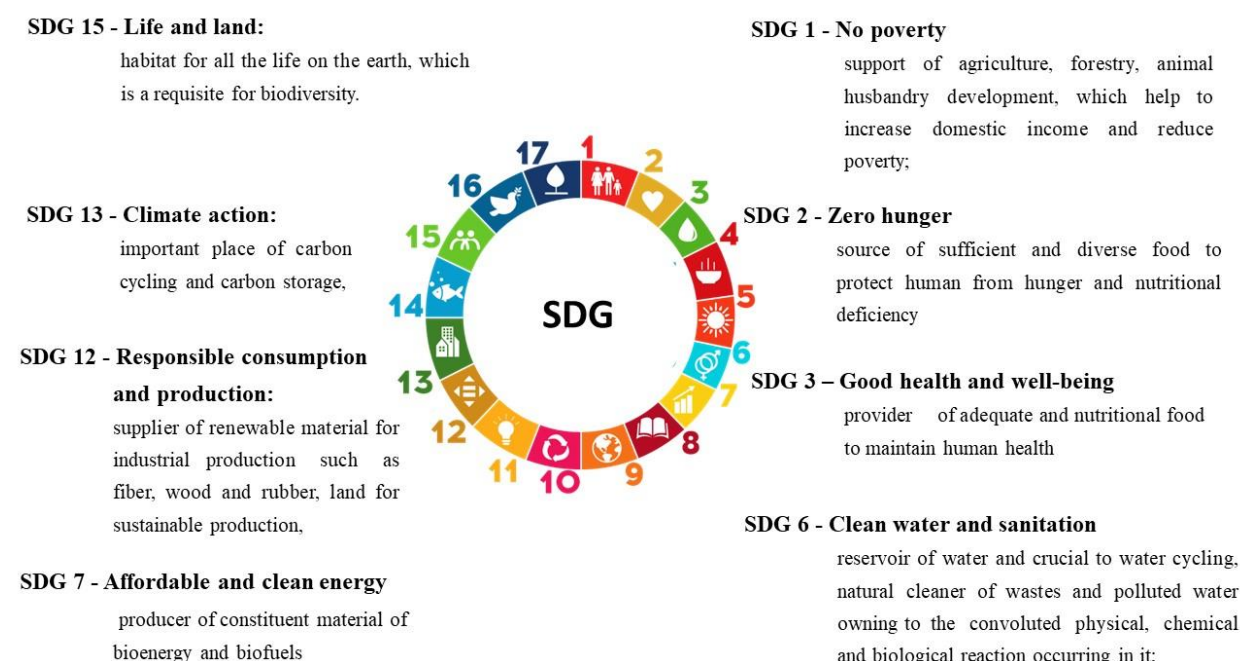 SDG 15 - Life and land:
habitat for all the life on the earth, which
is a requisite for biodiversity.
SDG 13 - Climate action:
important place of carbon
cycling and carbon storage,
SDG 12 - Responsible consumption
and production:
supplier of renewable material for
industrial production such as
fiber, wood and rubber, land for
sustainable production,
SDG 7 - Affordable and clean energy
producer of constituent material of
bioenergy and biofuels
1
2
3
4
5
6
7
8
9
10
11
12
13
14
15
16
17
SDG
SDG 1 - No poverty
support of agriculture, forestry, animal
husbandry development, which help to
increase domestic income and reduce
poverty;
SDG 2 - Zero hunger
source of sufficient and diverse food to
protect human from hunger and nutritional
deficiency
SDG 3 – Good health and well-being
provider of adequate and nutritional food
to maintain human health
SDG 6 - Clean water and sanitation
reservoir of water and crucial to water cycling,
natural cleaner of wastes and polluted water
owning to the convoluted physical, chemical
and biological reaction occurring in it;